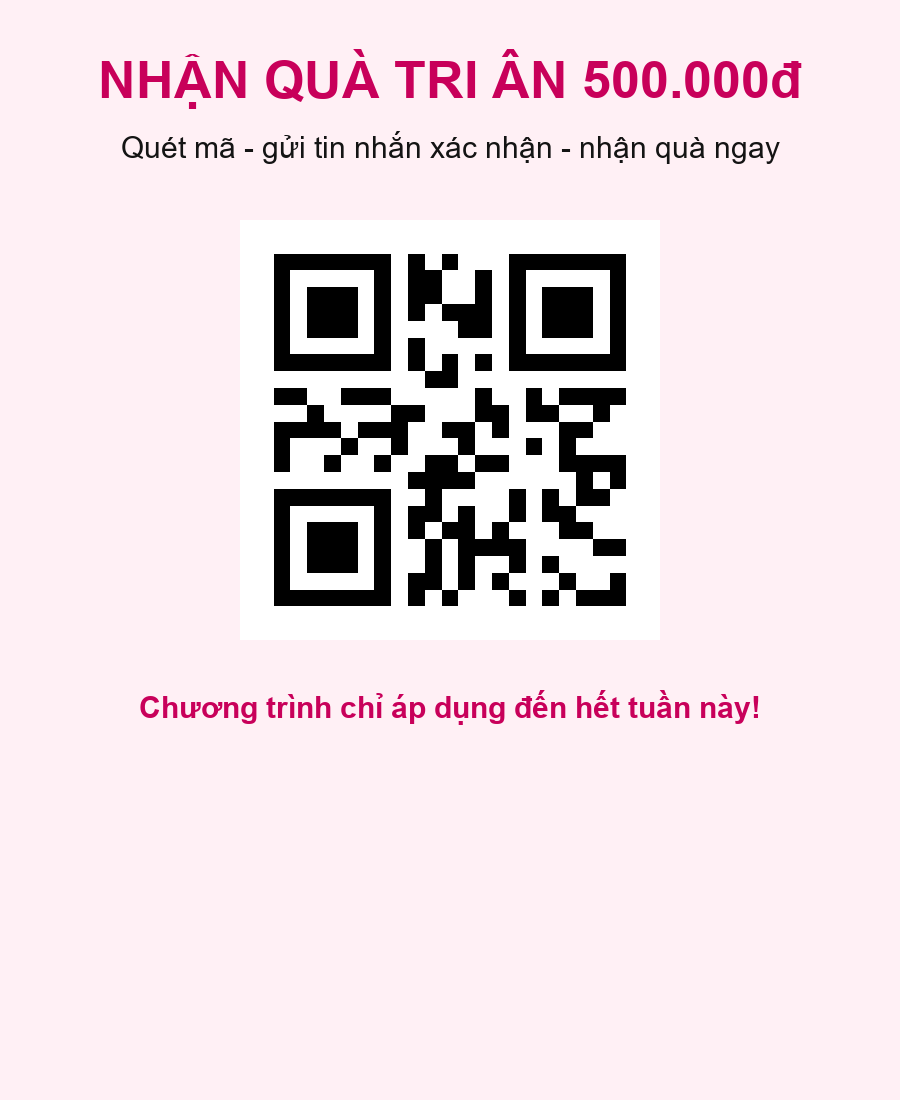 NHẬN QUÀ TRI ÂN 500.000đ
Quét mã - gửi tin nhắn xác nhận - nhận quà ngay
Chương trình chỉ áp dụng đến hết tuần này!